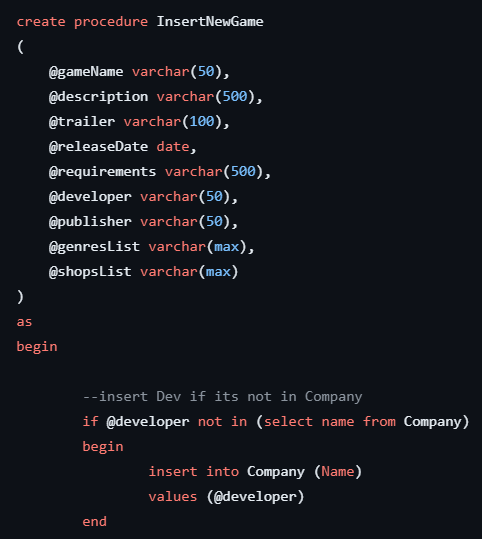 create procedure InsertNewGame
(
    @gameName varchar(50),
    @description varchar(500),
    @trailer varchar(100),
    @releaseDate date,
    @requirements varchar(500),
    @developer varchar(50),
    @publisher varchar(50),
    @genresList varchar(max),
    @shopsList varchar(max)
)
as
begin

        --insert Dev if its not in Company
        if @developer not in (select name from Company)
        begin
                insert into Company (Name)
                values (@developer)
        end